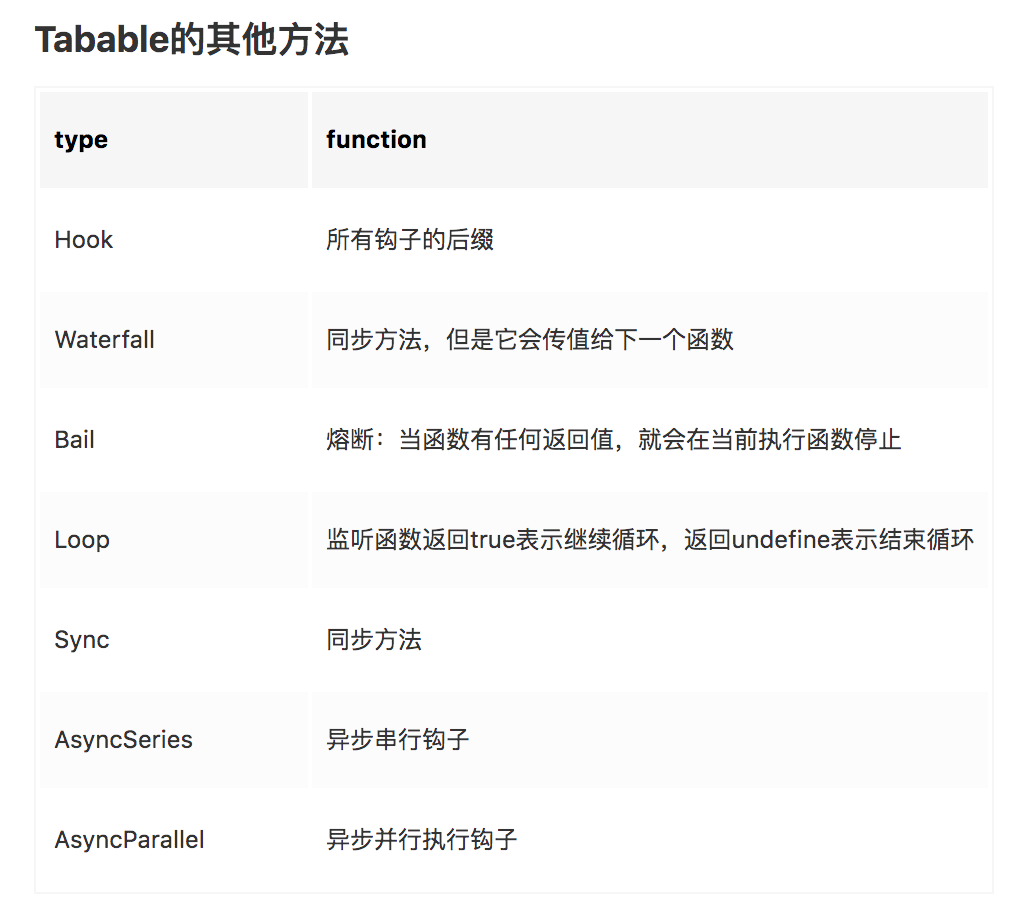 Tabable的其他方法
type function
Hook 所有钩子的后缀
Waterfall 同步方法，但是它会传值给下一个函数
Bail 熔断：当函数有任何返回值，就会在当前执行函数停止
Loop 监听函数返回true表示继续循环，返回undefine表示结束循环
Sync 同步方法
AsyncSeries 异步串行钩子
AsyncParallel 异步并行执行钩子